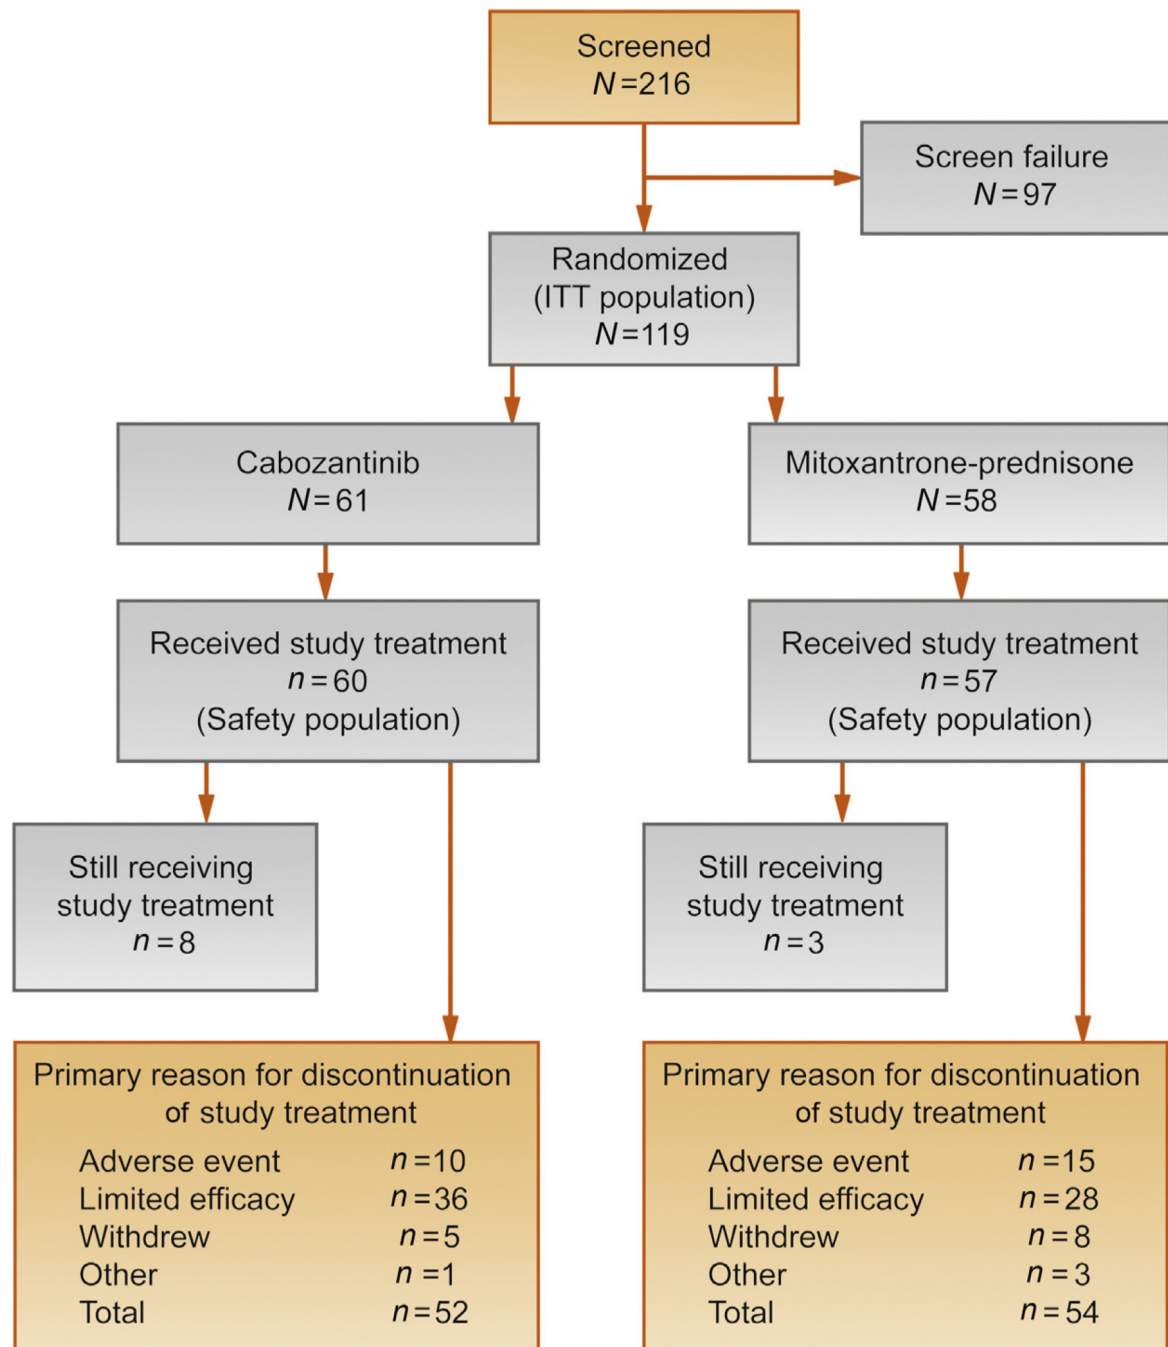 Screened
N=216
Screen failure
N=97
Randomized
(ITT population)
N=119
Cabozantinib
N=61
Mitoxantrone-prednisone
N=58
Received study treatment
n=60
(Safety population)
Received study treatment
n=57
(Safety population)
Still receiving
study treatment
n=8
Still receiving
study treatment
n=3
Primary reason for discontinuation
of study treatment
Adverse event n=10
Limited efficacy n=36
Withdrew n=5
Other n=1
Total n=52
Primary reason for discontinuation
of study treatment
Adverse event n=15
Limited efficacy n=28
Withdrew n=8
Other n=3
Total n=54